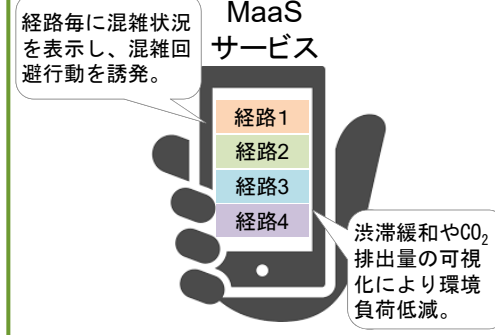 経路毎に混雑状況
を表示し、混雑回
避行動を誘発。
MaaS
サービス
経路1
経路2
経路3
経路4
渋滞緩和やCO₂
排出量の可視
化により環境
負荷低減。